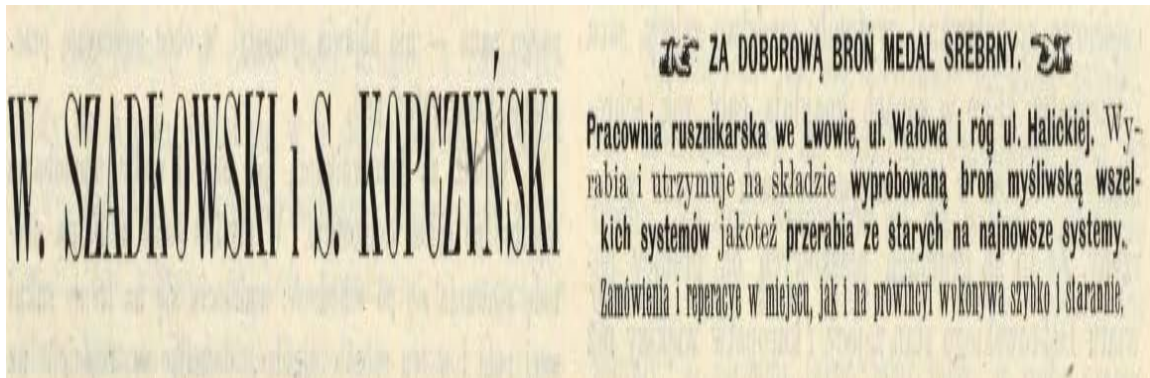 W. SZADKOWSKI i S. KOPCZYŃSKI
ZA DOBOROWĄ BROŃ MEDAL SREBRNY.
Pracownia rusznikarska we Lwowie, ul. Wałowa i róg ul. Halickiej. Wy-
rabia i utrzymuje na składzie wypróbowaną broń myśliwską wszel-
kich systemów jakoteż przerabia ze starych na najnowsze systemy.
Zamówienia i reperacye w miejscu, jak i na prowincyi wykonywa szybko i starannie.